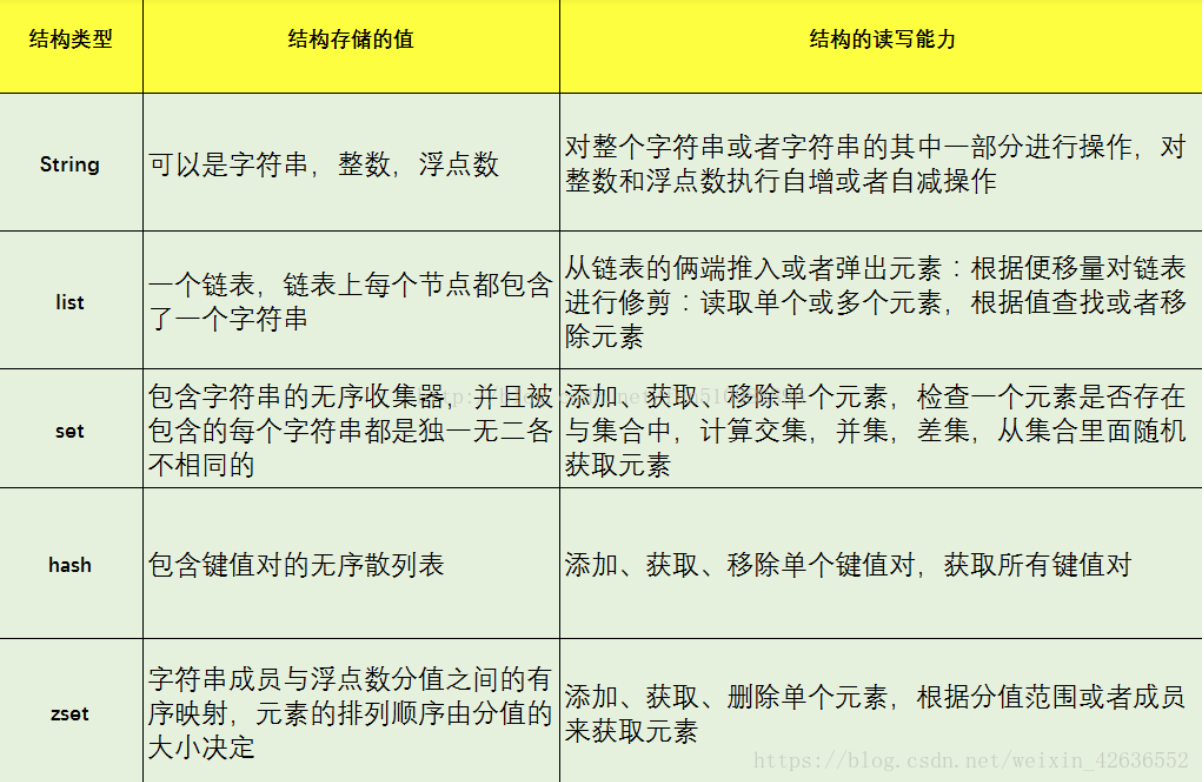 结构类型
结构存储的值
结构的读写能力
String
可以是字符串，整数，浮点数
对整个字符串或者字符串的其中一部分进行操作，对
整数和浮点数执行自增或者自减操作
list
一个链表，链表上每个节点都包含
了一个字符串
从链表的俩端推入或者弹出元素：根据便移量对链表
进行修剪：读取单个或多个元素，根据值查找或者移
除元素
set
包含字符串的无序收集器，并且被
包含的每个字符串都是独一无二各
不相同的
添加、获取、移除单个元素，检查一个元素是否存在
与集合中，计算交集，并集，差集，从集合里面随机
获取元素
hash
包含键值对的无序散列表
添加、获取、移除单个键值对，获取所有键值对
zset
字符串成员与浮点数分值之间的有
序映射，元素的排列顺序由分值的
大小决定
添加、获取、删除单个元素，根据分值范围或者成员
来获取元素
https://blog.csdn.net/weixin_42636552